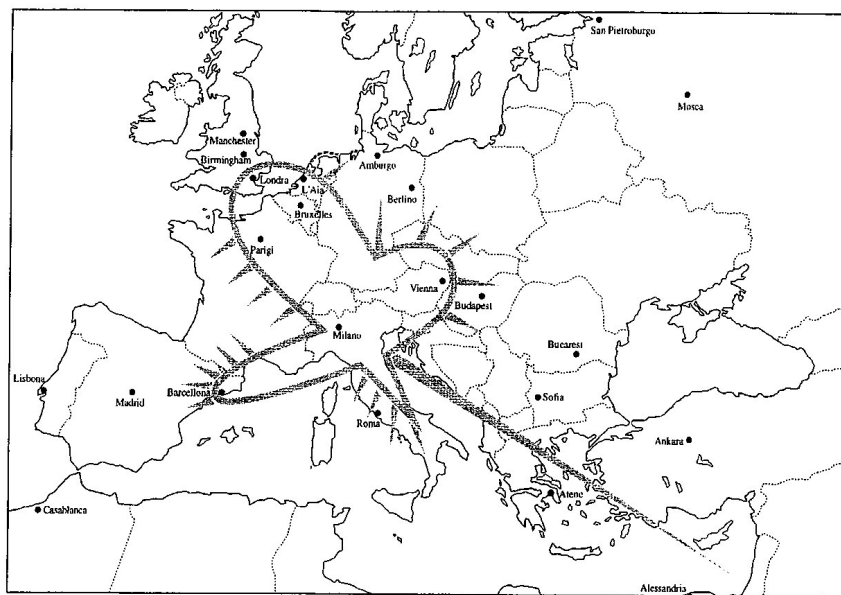 San Pietroburgo
Mosca
Manchester
Birmingham
Amburgo
Londra
L'Aia
Berlino
Bruxelles
Parigi
Vienna
Budapest
Milano
Bucarest
Lisbona
Madrid
Barcellona
Sofia
Roma
Ankara
Atene
Casablanca
Alessandria